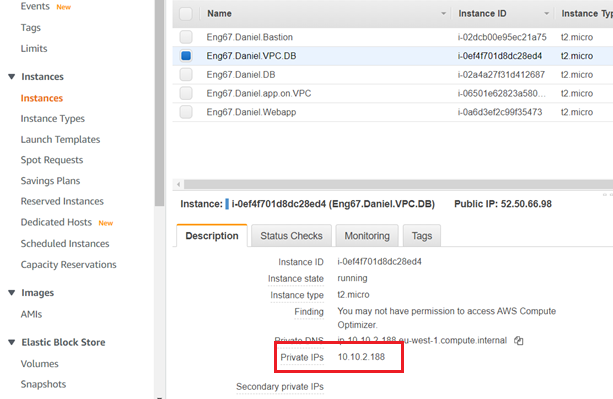 Events New
Tags
Limits
Instances
Instances
Instance Types
Launch Templates
Spot Requests
Savings Plans
Reserved Instances
Dedicated Hosts New
Scheduled Instances
Capacity Reservations
Images
AMIs
Elastic Block Store
Volumes
Snapshots
Name Instance ID Instance Typ
Eng67.Daniel.Bastion i-02dcb00e95ec21a75 t2.micro
Eng67.Daniel.VPC.DB i-0ef4f701d8dc28ed4 t2.micro
Eng67.Daniel.DB i-02a4a27f31d412687 t2.micro
Eng67.Daniel.app.on.VPC i-06501e62823a580... t2.micro
Eng67.Daniel.Webapp i-0a6d3ef2c99f35473 t2.micro
Instance: i-0ef4f701d8dc28ed4 (Eng67.Daniel.VPC.DB) Public IP: 52.50.66.98
Description Status Checks Monitoring Tags
Instance ID i-0ef4f701d8dc28ed4
Instance state running
Instance type t2.micro
Finding You may not have permission to access AWS Compute
Optimizer.
Private DNS ip-10-10-2-188.eu-west-1.compute.internal
Private IPs 10.10.2.188
Secondary private IPs